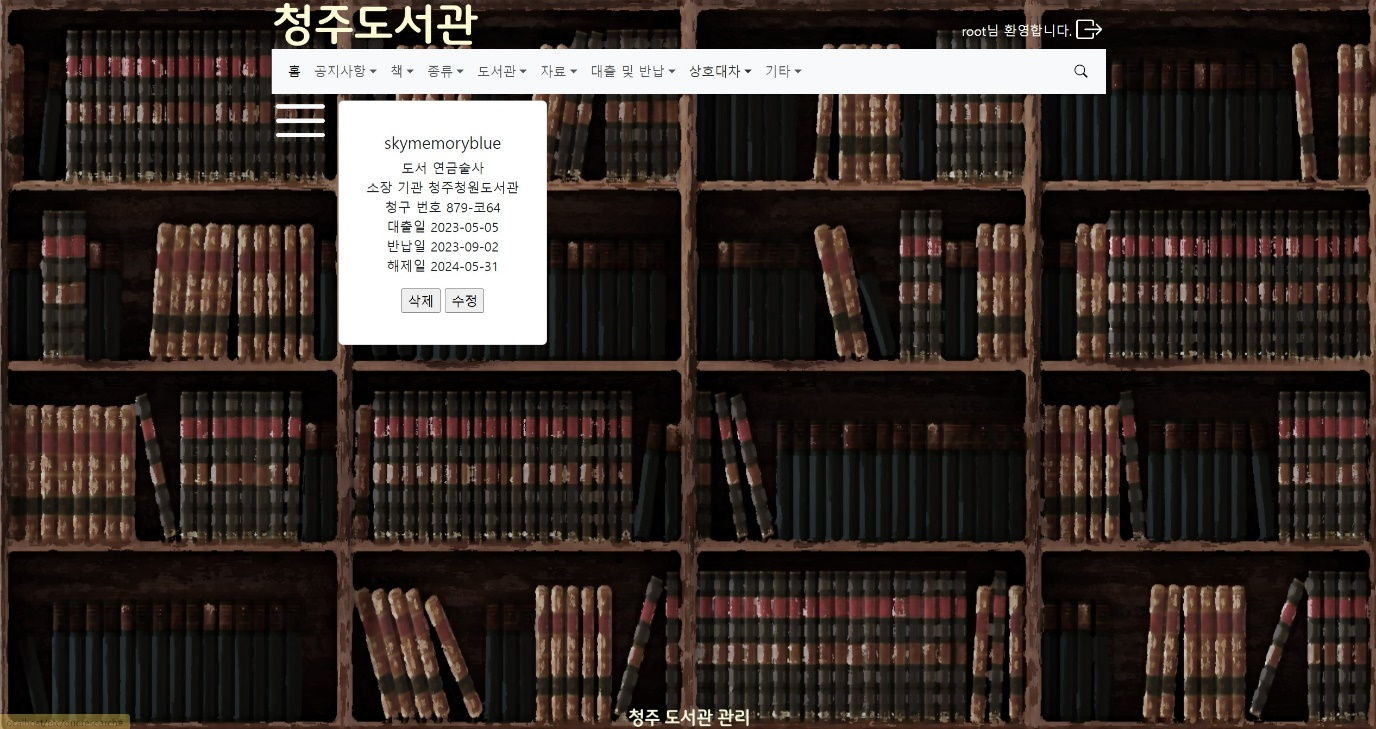 청주도서관
root님 환영합니다.
홈 공지사항 책 종류 도서관 자료 대출 및 반납 상호대차 기타
skymemoryblue
도서 연금술사
소장 기관 청주청원도서관
청구 번호 879-코64
대출일 2023-05-05
반납일 2023-09-02
해제일 2024-05-31
삭제 수정
청주 도서관 관리